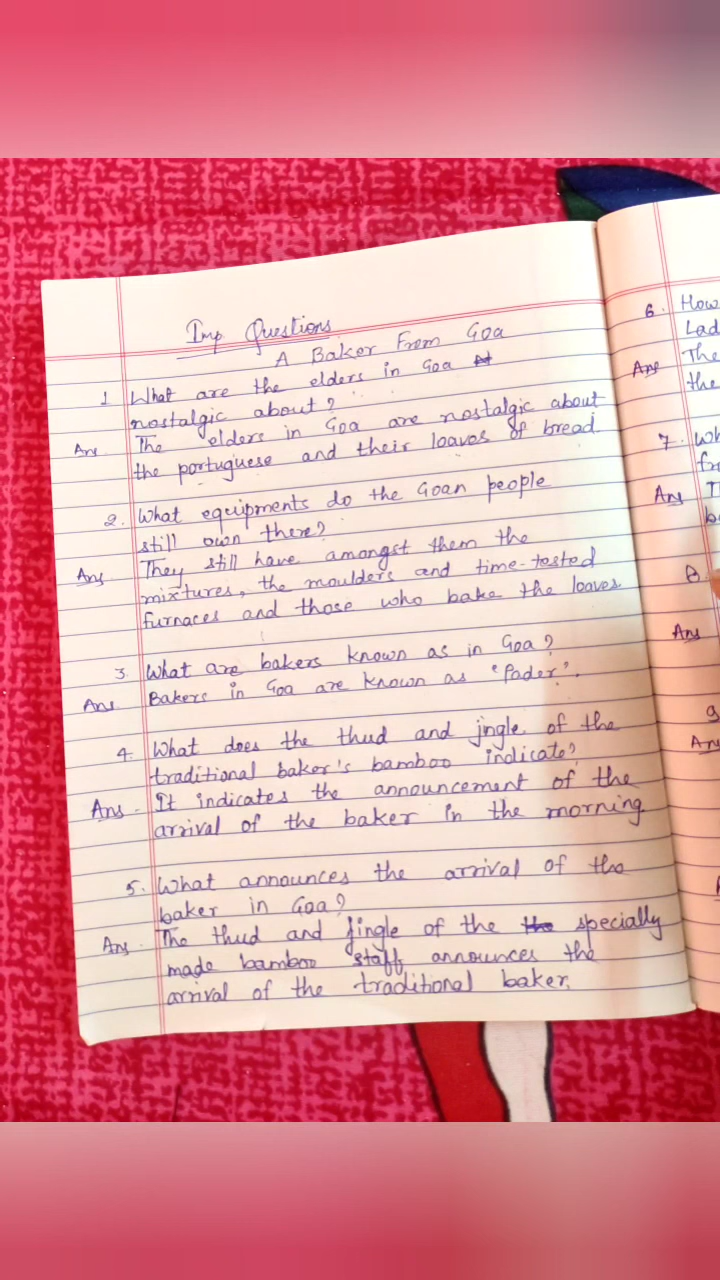 Imp Questions
A Baker From Goa
1 What are the elders in Goa
nostalgic about?
Ans The elders in Goa are nostalgic about
the portuguese and their loaves of bread.
2. What equipments do the Goan people
still own there?
Ans They still have amongst them the
mixtures, the moulders and time-tested
furnaces and those who bake the loaves.
3. What are bakers known as in Goa?
Ans Bakers in Goa are known as "Pader".
4. What does the thud and jingle of the
traditional baker's bamboo indicate?
Ans - It indicates the announcement of the
arrival of the baker in the morning.
5. What announces the arrival of the
baker in Goa?
Ans - The thud and jingle of the the specially
made bamboo staff announces the
arrival of the traditional baker.
6. How
Lad
Ans The
the
7. Wh
fr
Ans T
b
8
Ans
9
Ans